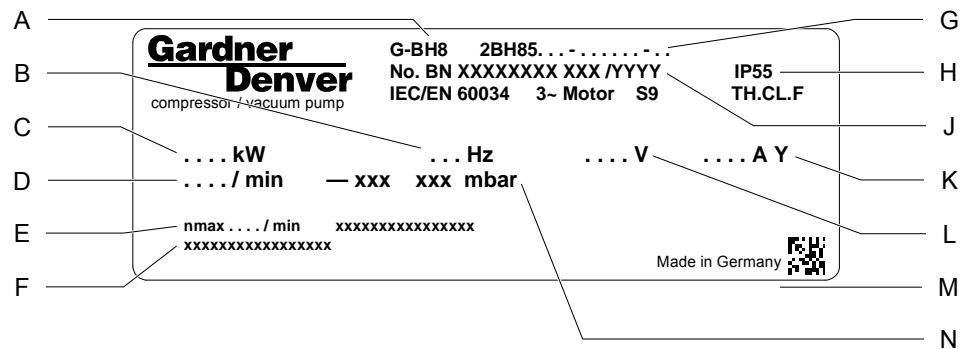 A G
Gardner G-BH8 2BH85. . . - . . . . . . - . .
B Denver No. BN XXXXXXXX XXX /YYYY IP55 H
compressor / vacuum pump IEC/EN 60034 3~ Motor S9 TH.CL.F
C . . . . kW . . . Hz . . . . V . . . . A Y J
D . . . . / min — xxx xxx mbar K
E nmax . . . . / min xxxxxxxxxxxxxxxx L
xxxxxxxxxxxxxxxxx
Made in Germany
F M
N